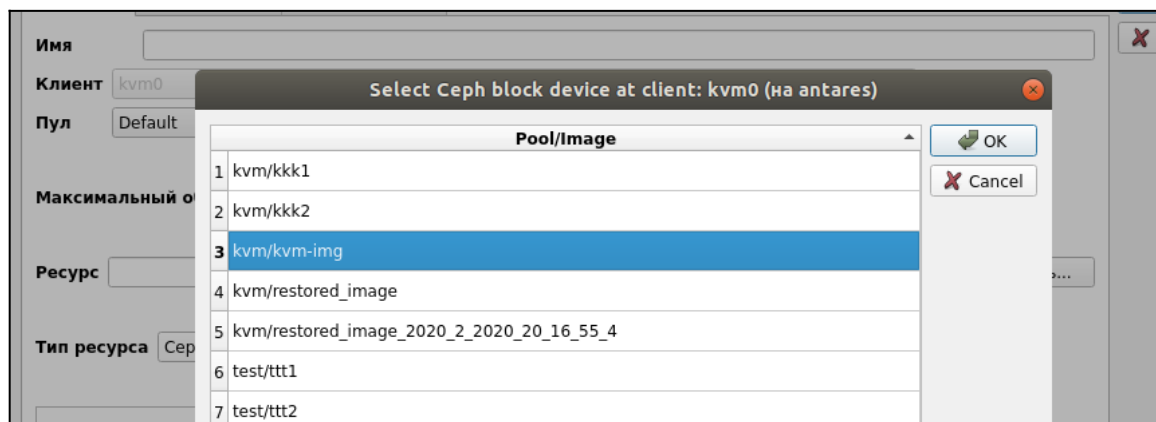 Имя
Клиент kvm0
Select Ceph block device at client: kvm0 (на antares)
Пул Default
Pool/Image
OK
1 kvm/kkk1
Cancel
Максимальный
2 kvm/kkk2
3 kvm/kvm-img
Ресурс
4 kvm/restored_image
5 kvm/restored_image_2020_2_2020_20_16_55_4
Тип ресурса Cep
6 test/ttt1
7 test/ttt2